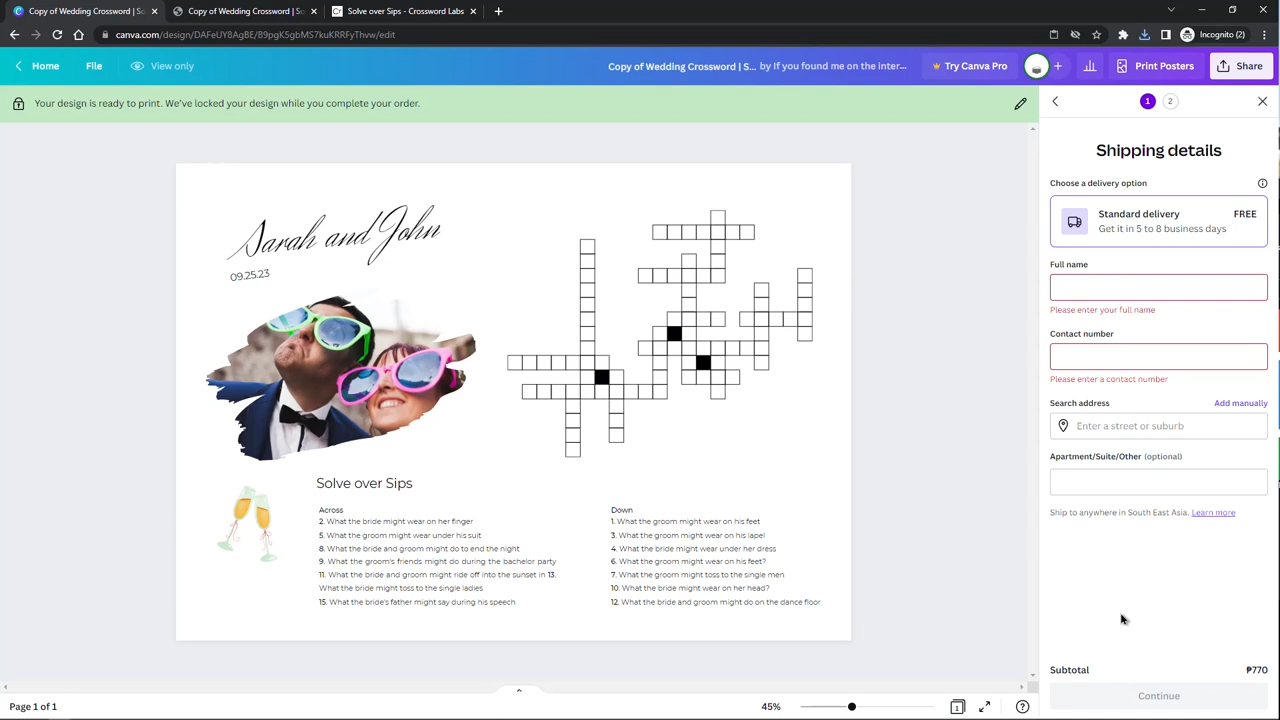 Copy of Wedding Crossword | So
Copy of Wedding Crossword | So
Solve over Sips - Crossword Labs
canva.com/design/DAFeUY8AgBE/B9pgK5gbMS7kuKRRFyThvw/edit
Incognito (2)
Home
File
View only
Copy of Wedding Crossword | S... by If you found me on the inter...
Try Canva Pro
Print Posters
Share
Your design is ready to print. We've locked your design while you complete your order.
1
2
Shipping details
Choose a delivery option
Standard delivery
FREE
Get it in 5 to 8 business days
Full name
Please enter your full name
Contact number
Please enter a contact number
Search address
Add manually
Enter a street or suburb
Apartment/Suite/Other (optional)
Ship to anywhere in South East Asia. Learn more
Subtotal
₱770
Continue
Sarah and John
09.25.23
Solve over Sips
Across
2. What the bride might wear on her finger
5. What the groom might wear under his suit
8. What the bride and groom might do to end the night
9. What the groom's friends might do during the bachelor party
11. What the bride and groom might ride off into the sunset in 13.
What the bride might toss to the single ladies
15. What the bride's father might say during his speech
Down
1. What the groom might wear on his feet
3. What the groom might wear on his lapel
4. What the bride might wear under her dress
6. What the groom might wear on his feet?
7. What the groom might toss to the single men
10. What the bride might wear on her head?
12. What the bride and groom might do on the dance floor
Page 1 of 1
45%
1